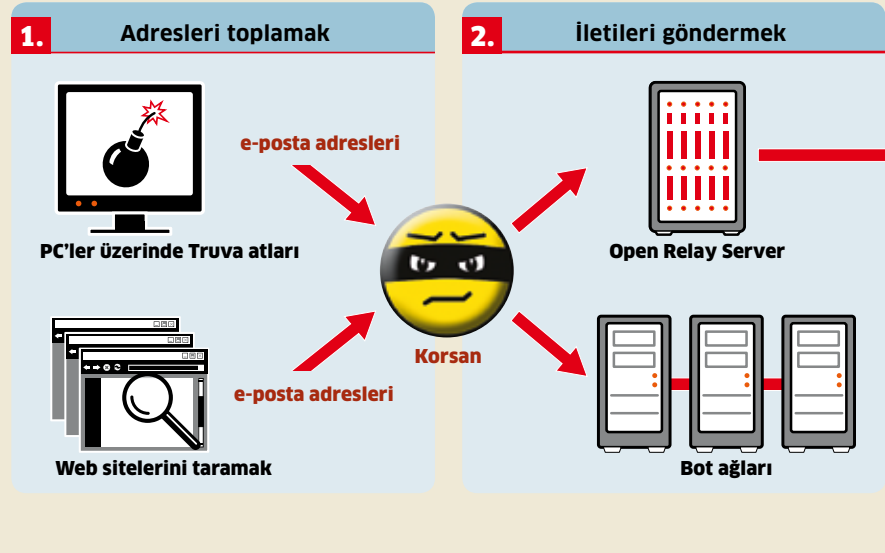 1.
Adresleri toplamak
e-posta adresleri
PC'ler üzerinde Truva atları
e-posta adresleri
Web sitelerini taramak
Korsan
2.
İletileri göndermek
Open Relay Server
Bot ağları